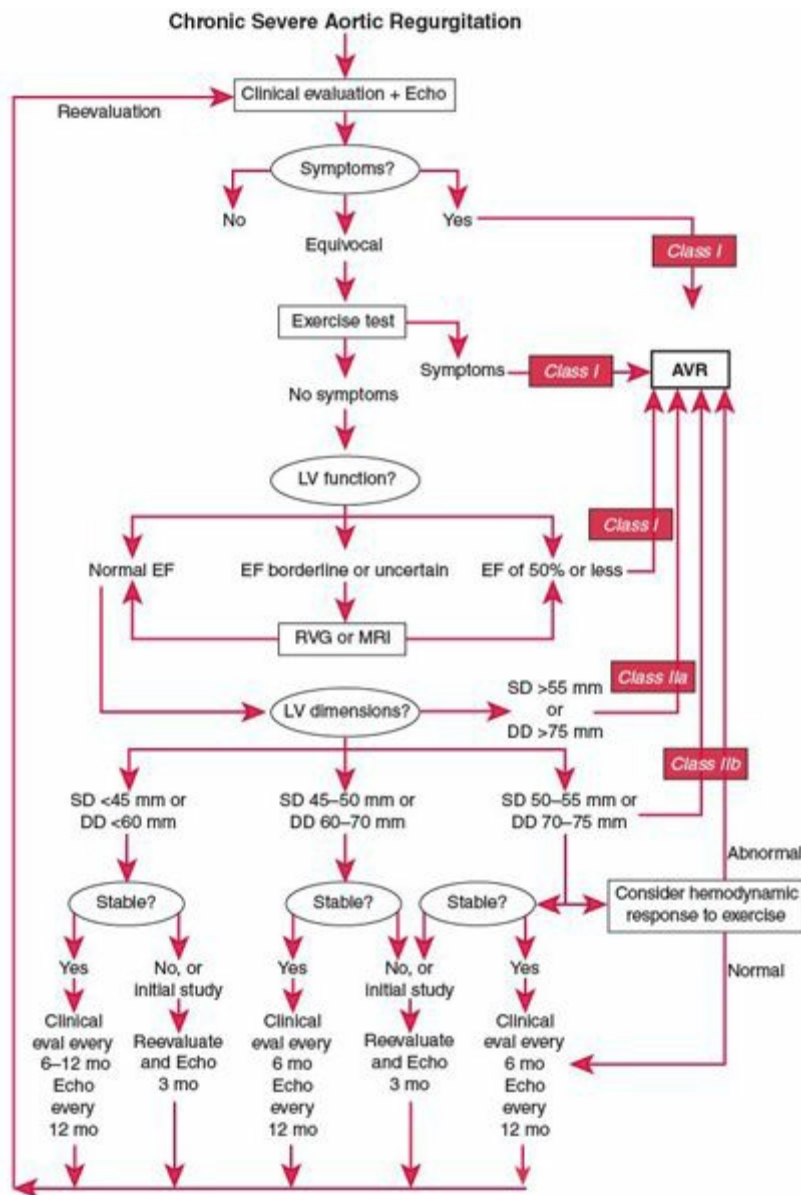 Chronic Severe Aortic Regurgitation
Clinical evaluation + Echo
Reevaluation
Symptoms?
No
Yes
Equivocal
Class I
Exercise test
Symptoms
Class I
AVR
No symptoms
LV function?
Class I
Normal EF
EF borderline or uncertain
EF of 50% or less
RVG or MRI
Class IIa
LV dimensions?
SD >55 mm
or
DD >75 mm
Class IIb
SD <45 mm or
DD <60 mm
SD 45–50 mm or
DD 60–70 mm
SD 50–55 mm or
DD 70–75 mm
Abnormal
Stable?
Stable?
Stable?
Consider hemodynamic
response to exercise
Normal
Yes
No, or
initial study
Yes
No, or
initial study
Yes
Clinical
eval every
6–12 mo
Echo
every
12 mo
Reevaluate
and Echo
3 mo
Clinical
eval every
6 mo
Echo
every
12 mo
Reevaluate
and Echo
3 mo
Clinical
eval every
6 mo
Echo
every
12 mo